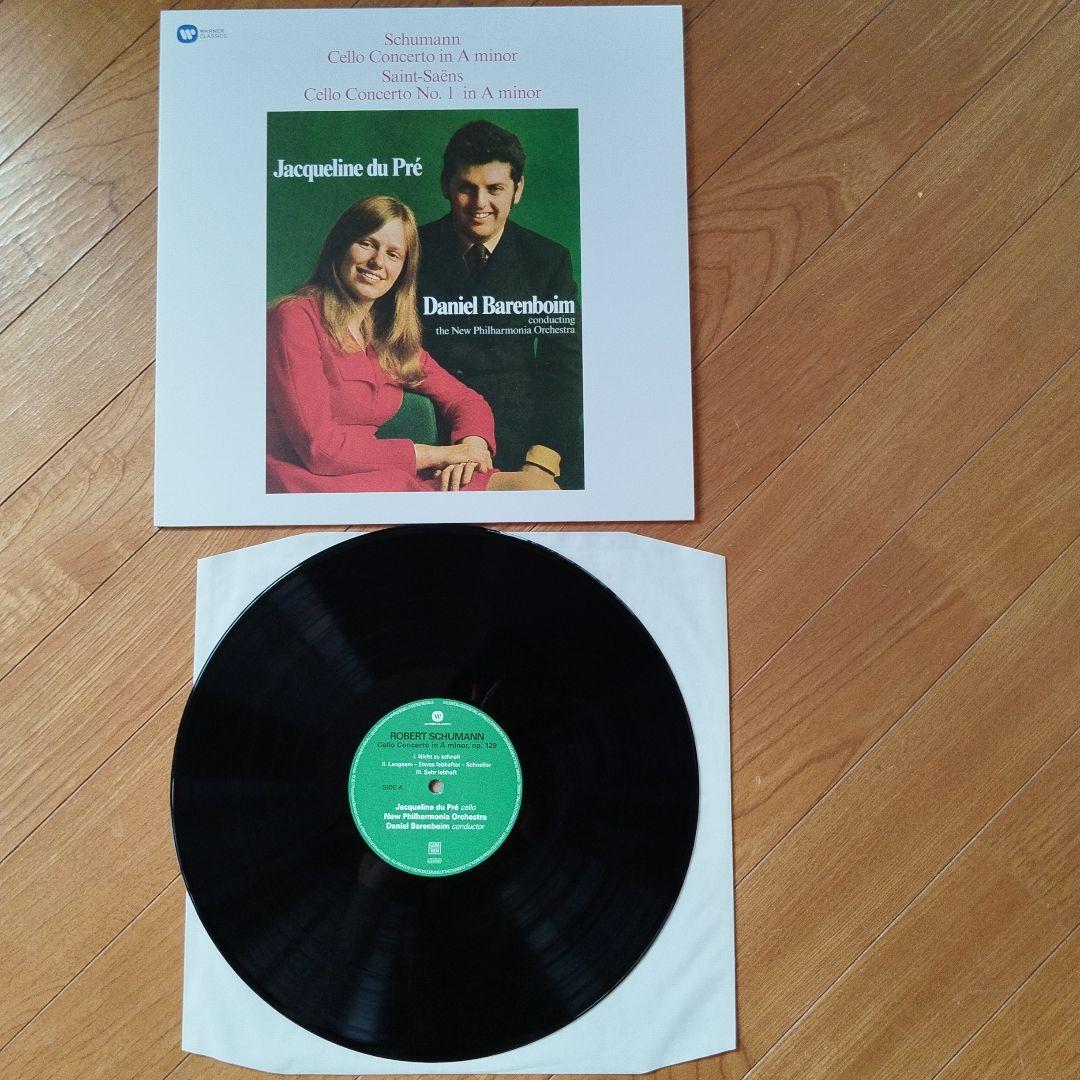 WARNER
CLASSICS
Schumann
Cello Concerto in A minor
Saint-Saëns
Cello Concerto No. 1 in A minor
Jacqueline du Pré
Daniel Barenboim
conducting
the New Philharmonia Orchestra
WARNER CLASSICS
ROBERT SCHUMANN
Cello Concerto in A minor, op. 129
I. Nicht zu schnell
II. Langsam – Etwas lebhafter – Schneller
III. Sehr lebhaft
SIDE A
Jacqueline du Pré cello
New Philharmonia Orchestra
Daniel Barenboim conductor